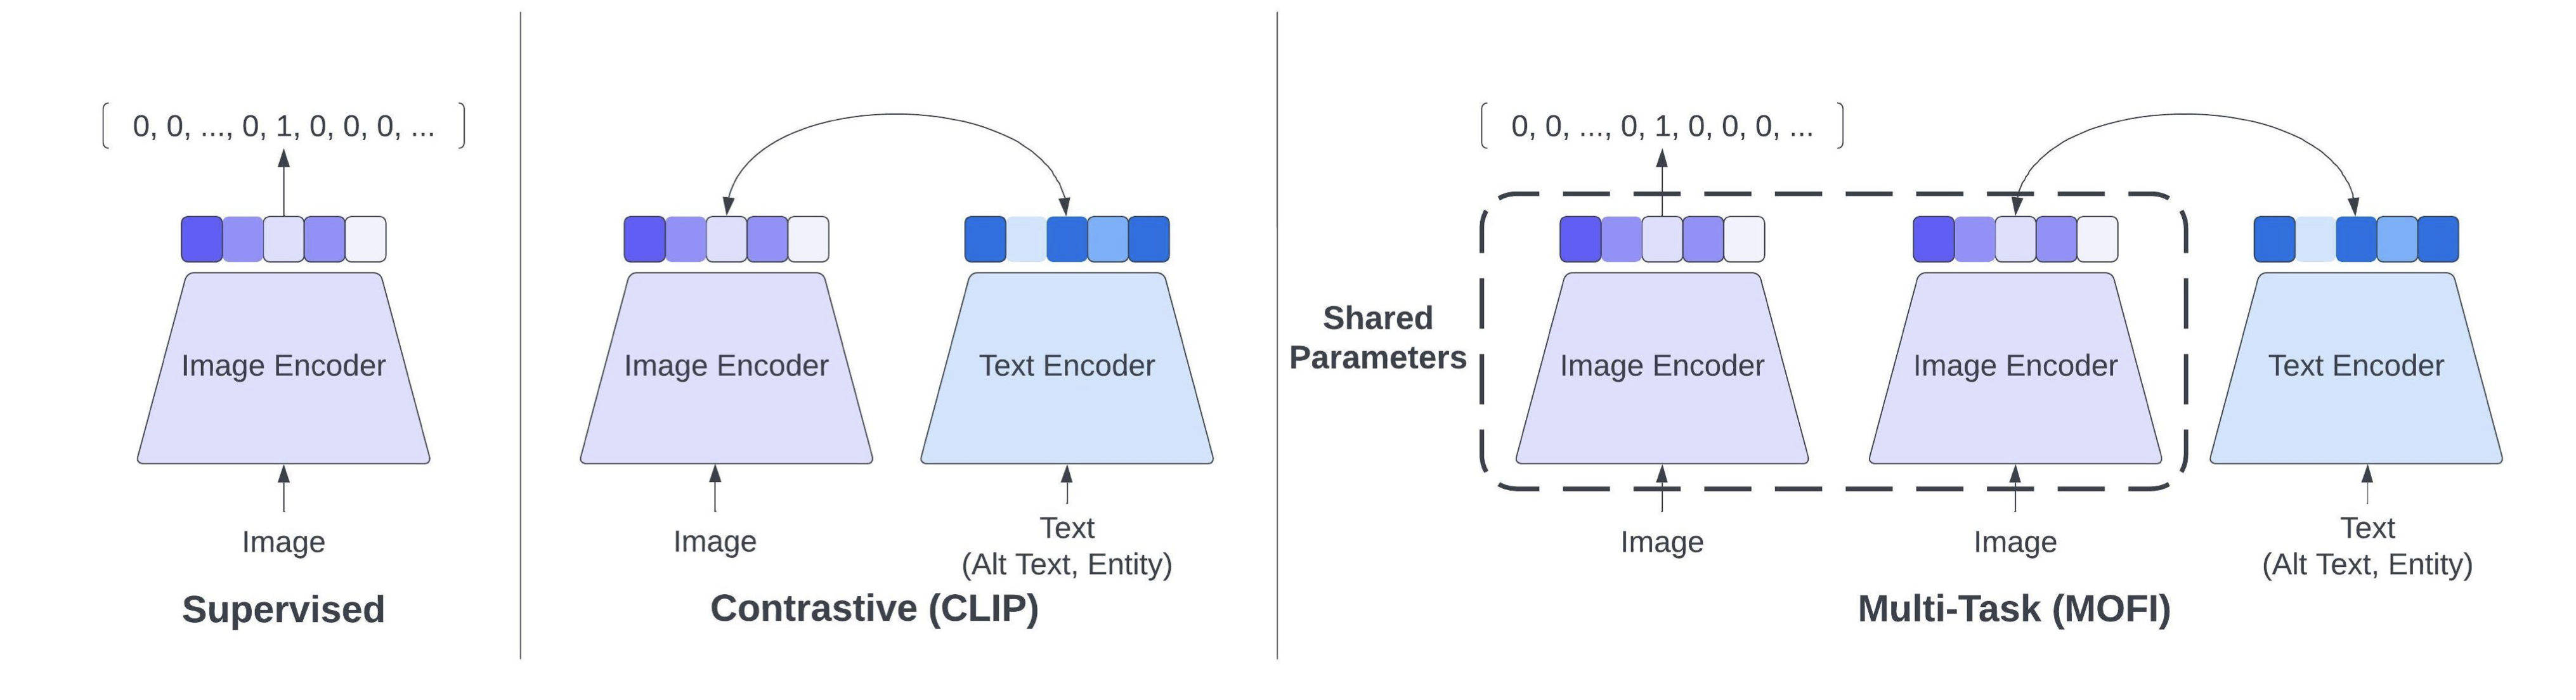 0, 0, ..., 0, 1, 0, 0, 0, ...
Image Encoder
Image
Supervised
Image Encoder
Text Encoder
Image
Text
(Alt Text, Entity)
Contrastive (CLIP)
0, 0, ..., 0, 1, 0, 0, 0, ...
Shared
Parameters
Image Encoder
Image Encoder
Text Encoder
Image
Image
Text
(Alt Text, Entity)
Multi-Task (MOFI)